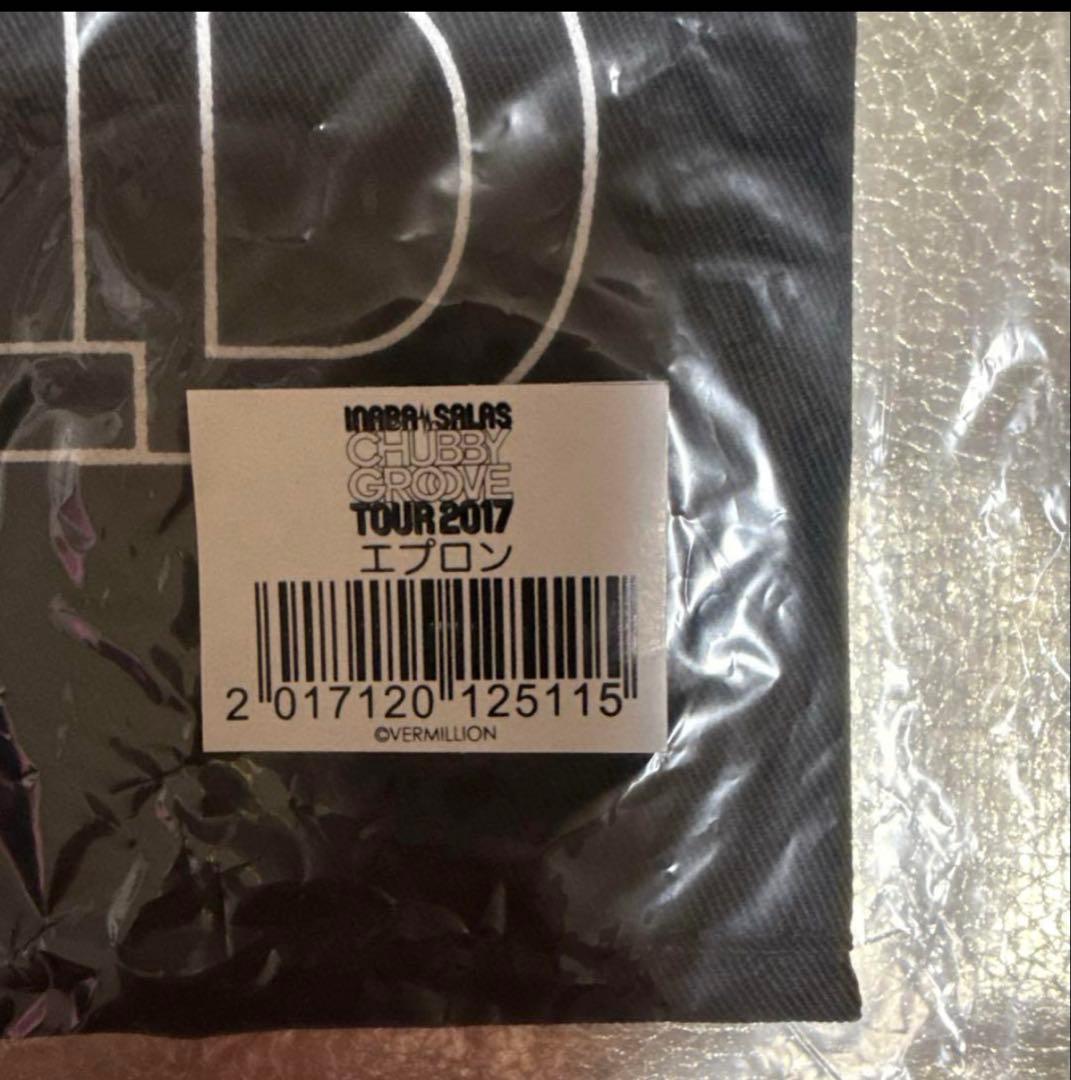 D
INABA SALAS
CHUBBY
GROOVE
TOUR 2017
エプロン
2 017120 125115
©VERMILLION